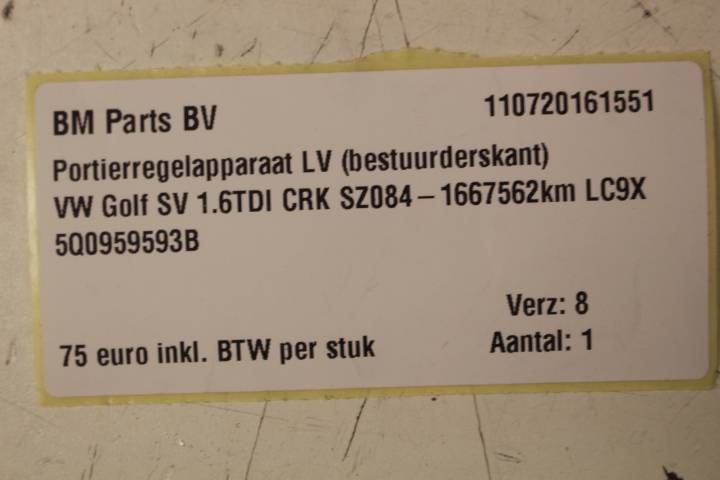 BM Parts BV 110720161551
Portierregelapparaat LV (bestuurderskant)
VW Golf SV 1.6TDI CRK SZ084 – 1667562km LC9X
5Q0959593B
Verz: 8
75 euro inkl. BTW per stuk Aantal: 1